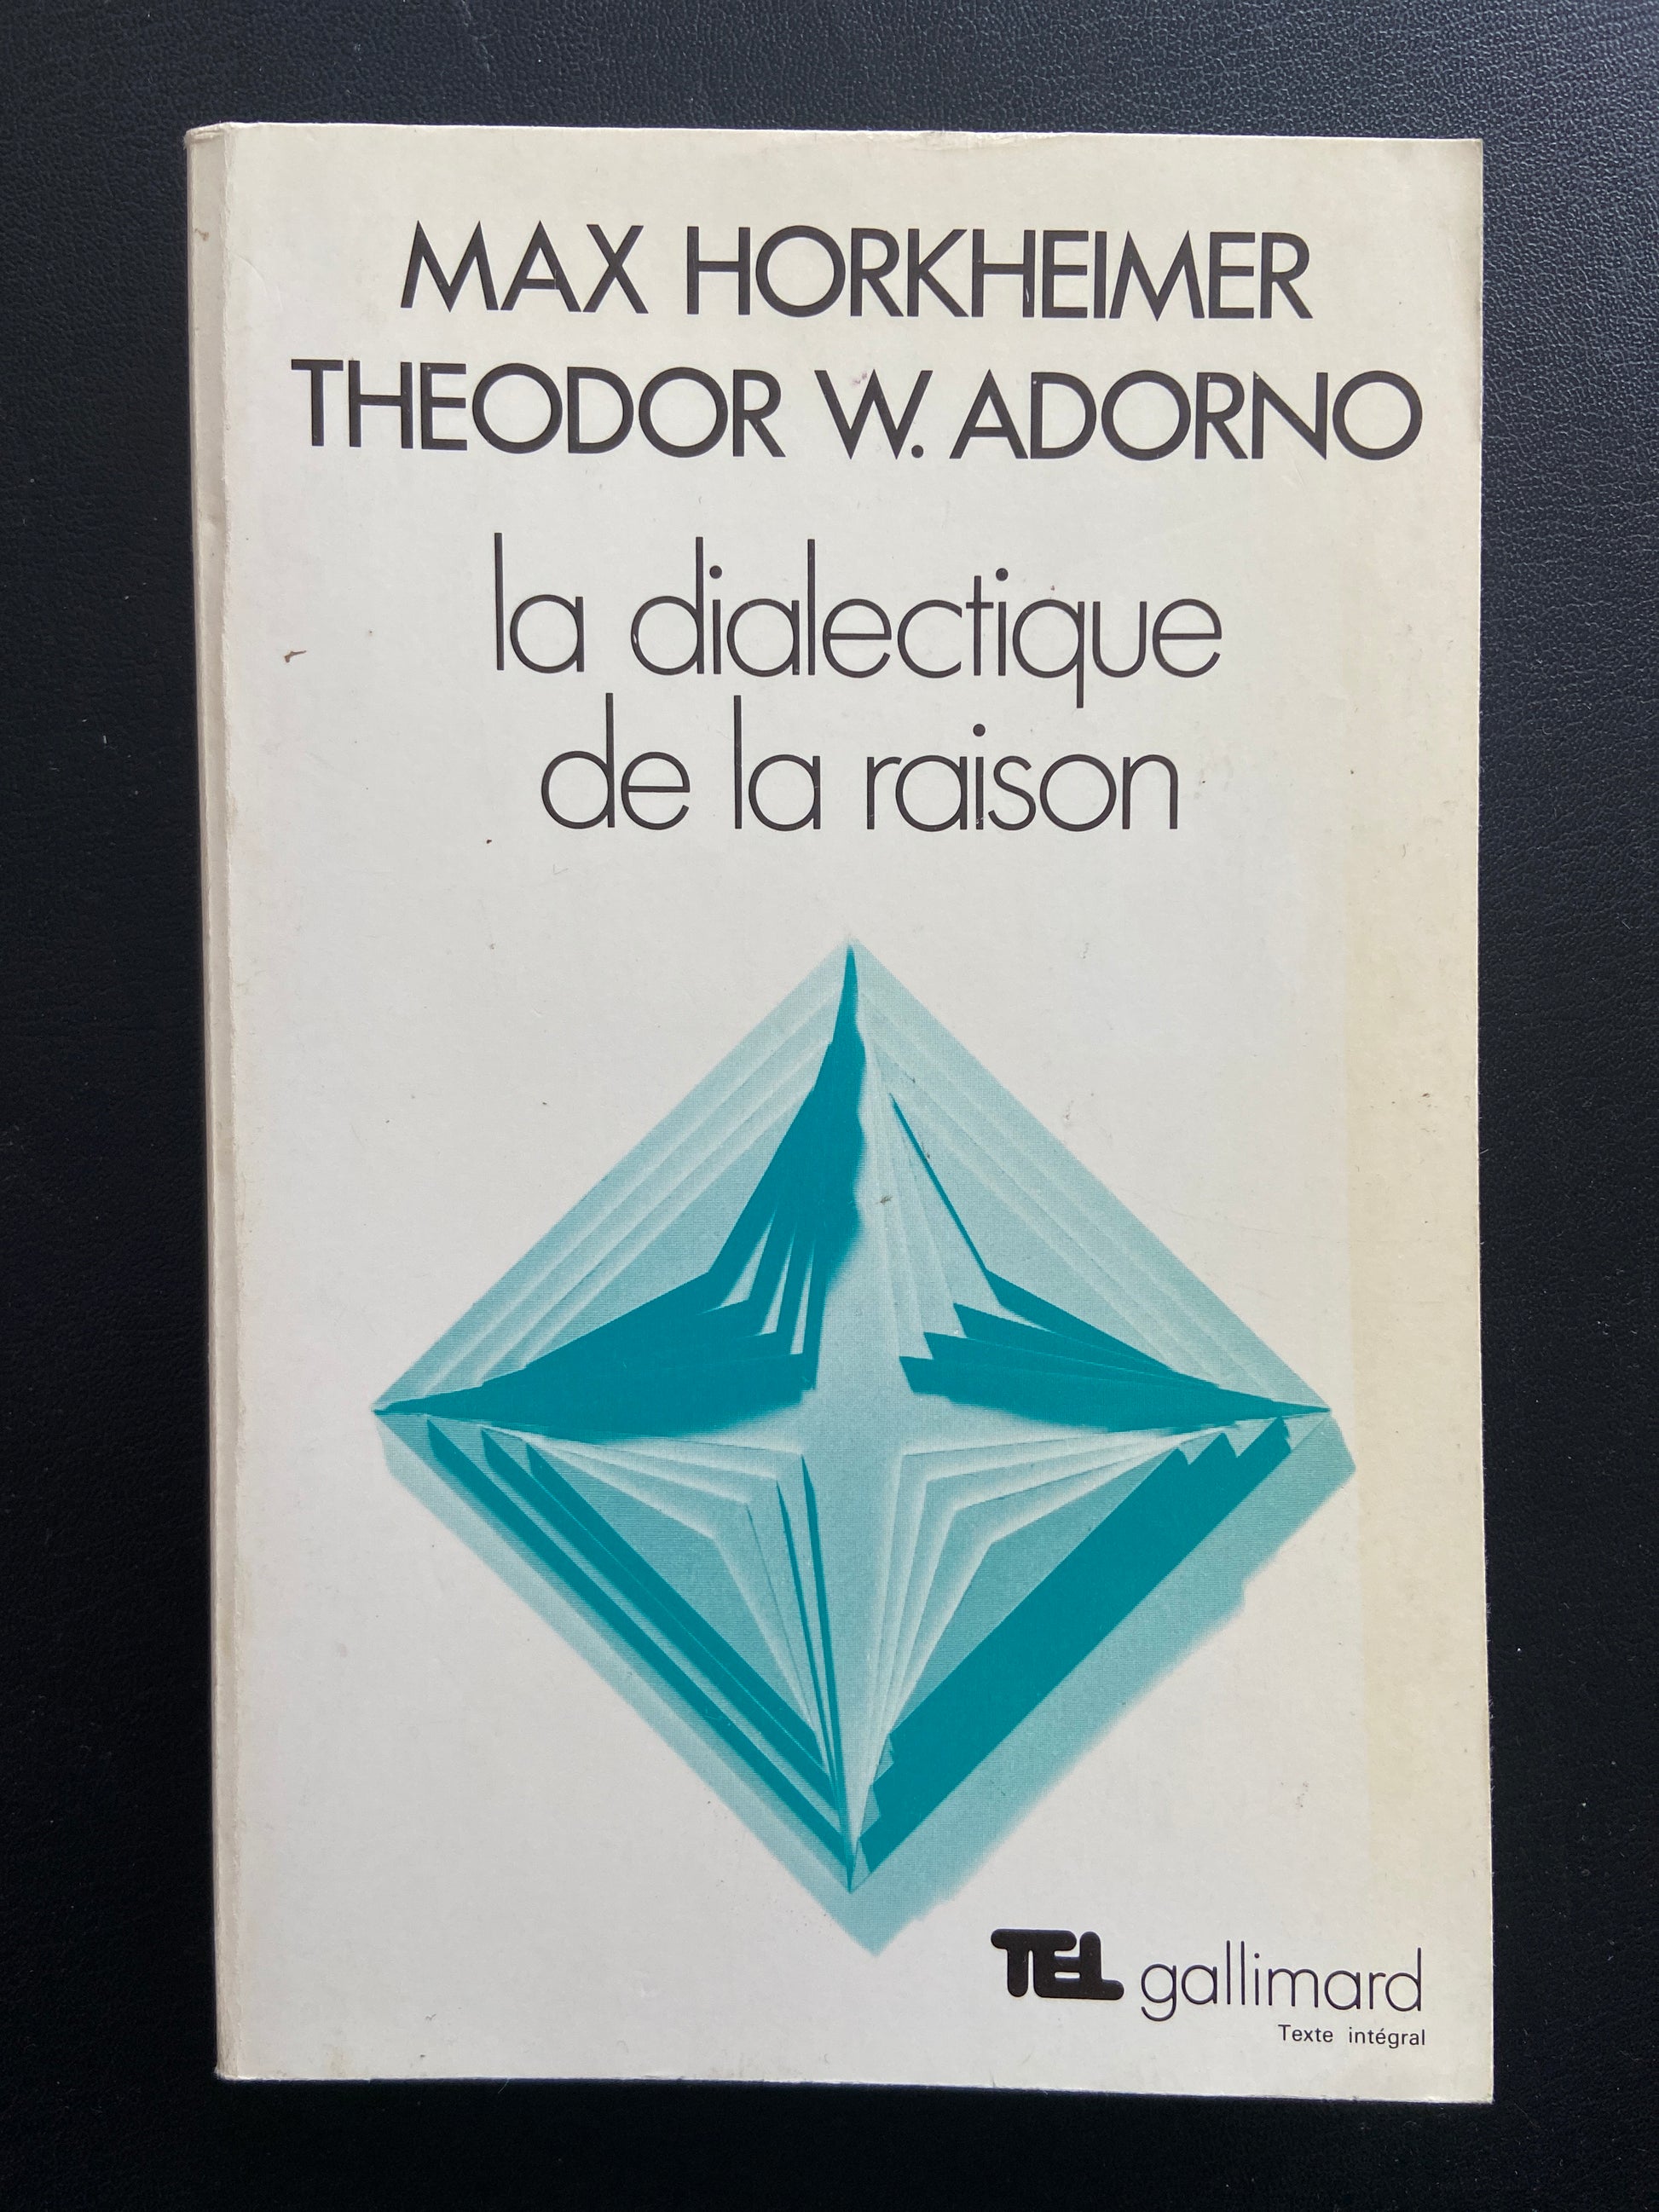 MAX HORKHEIMER
THEODOR W. ADORNO
la dialectique
de la raison
TEL gallimard
Texte intégral